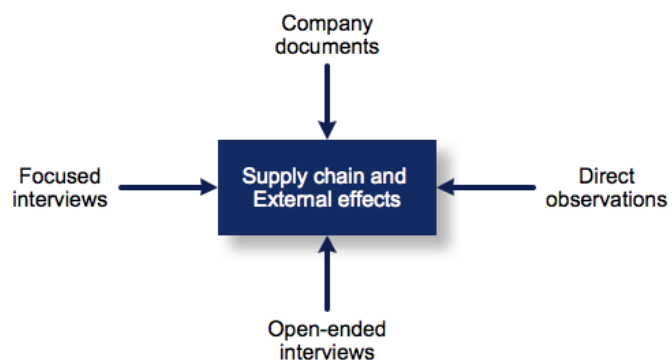 Company
documents
Focused
interviews
Supply chain and
External effects
Direct
observations
Open-ended
interviews